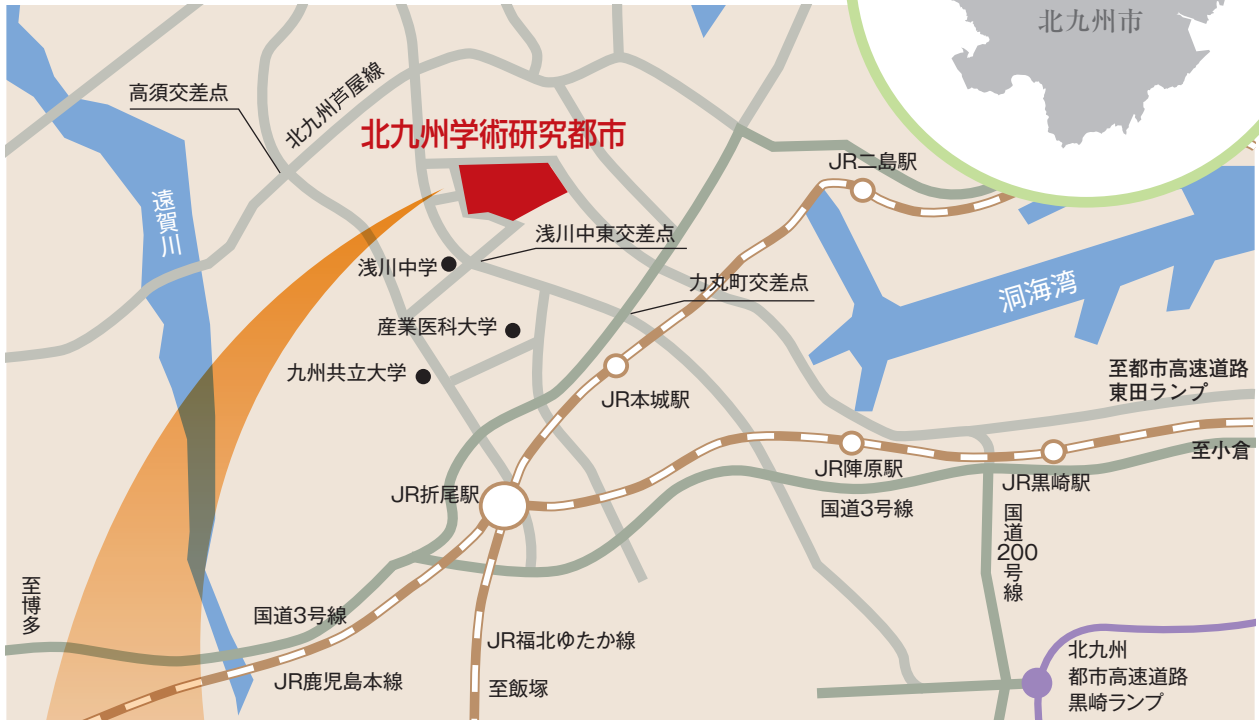 北九州市
高須交差点
北九州芦屋線
北九州学術研究都市
JR二島駅
遠賀川
浅川中東交差点
浅川中学
力丸町交差点
洞海湾
産業医科大学
九州共立大学
至都市高速道路
東田ランプ
JR本城駅
至小倉
JR陣原駅
JR黒崎駅
JR折尾駅
国道3号線
国道200号線
至博多
国道3号線
JR福北ゆたか線
JR鹿児島本線
至飯塚
北九州
都市高速道路
黒崎ランプ